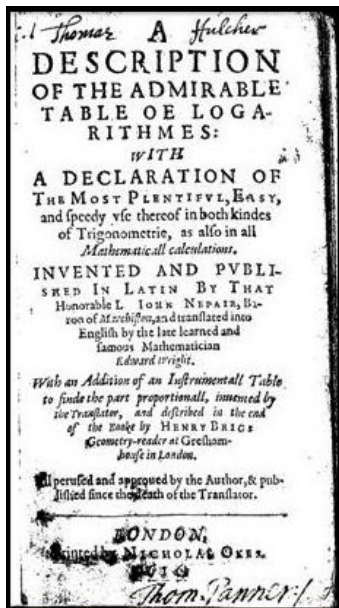 Thomas A Hulcher
DESCRIPTION
OF THE ADMIRABLE
TABLE OE LOGA-
RITHMES:
WITH
A DECLARATION OF
THE MOST PLENTIFVL, EASY,
and speedy vse thereof in both kindes
of Trigonometrie, as also in all
Mathematicall calculations.
INVENTED AND PVBLI-
SHED IN LATIN BY THAT
Honorable L. IOHN NEPAIR, Ba-
ron of Marchiston, and translated into
English by the late learned and
famous Mathematician
Edward Wright.
With an Addition of an Instrumentall Table
to finde the part proportionall, inuented by
the Translator, and described in the end
of the Booke by HENRY BRIGS
Geometry-reader at Gresham-
house in London.
All perused and approued by the Author, & pub-
lished since the death of the Translator.
LONDON,
Printed by NICHOLAS OKES.
Thom. Tanner.